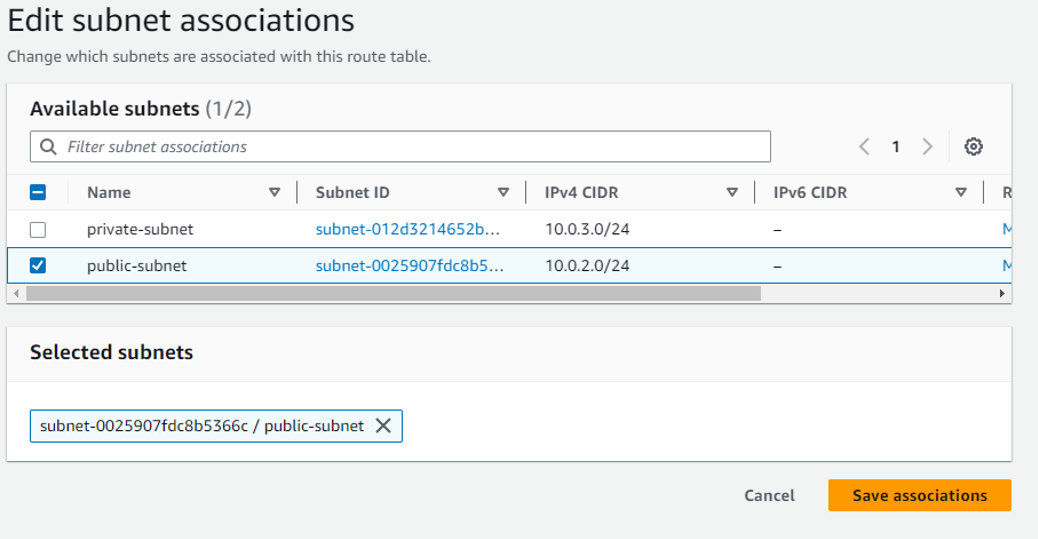 Edit subnet associations
Change which subnets are associated with this route table.
Available subnets (1/2)
Filter subnet associations
1
Name Subnet ID IPv4 CIDR IPv6 CIDR R
private-subnet subnet-012d3214652b... 10.0.3.0/24 – M
public-subnet subnet-0025907fdc8b5... 10.0.2.0/24 – M
Selected subnets
subnet-0025907fdc8b5366c / public-subnet
Cancel Save associations